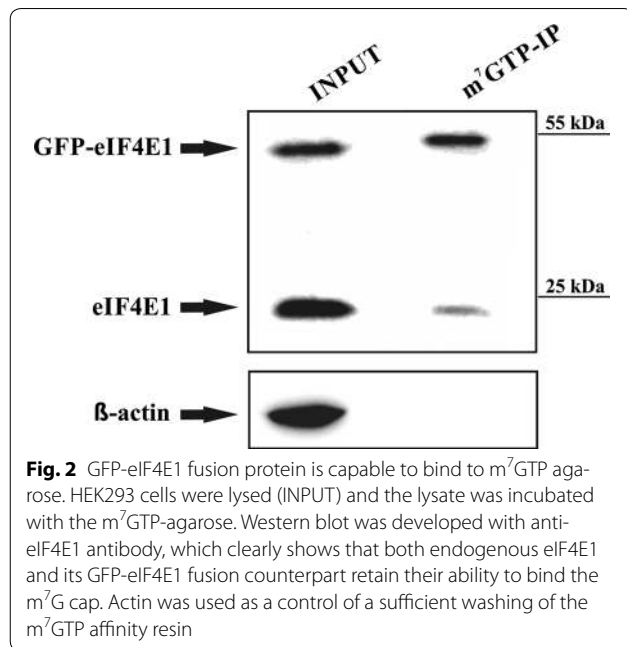 INPUT
m⁷GTP-IP
GFP-eIF4E1
55 kDa
eIF4E1
25 kDa
ß-actin
Fig. 2 GFP-eIF4E1 fusion protein is capable to bind to m⁷GTP aga-
rose. HEK293 cells were lysed (INPUT) and the lysate was incubated
with the m⁷GTP-agarose. Western blot was developed with anti-
eIF4E1 antibody, which clearly shows that both endogenous eIF4E1
and its GFP-eIF4E1 fusion counterpart retain their ability to bind the
m⁷G cap. Actin was used as a control of a sufficient washing of the
m⁷GTP affinity resin